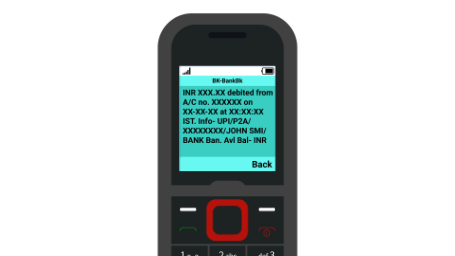 BK-BankBk
INR XXX.XX debited from
A/C no. XXXXXX on
XX-XX-XX at XX:XX:XX
IST. Info- UPI/P2A/
XXXXXXXX/JOHN SMI/
BANK Ban. Avl Bal- INR
Back
2 abc def 3